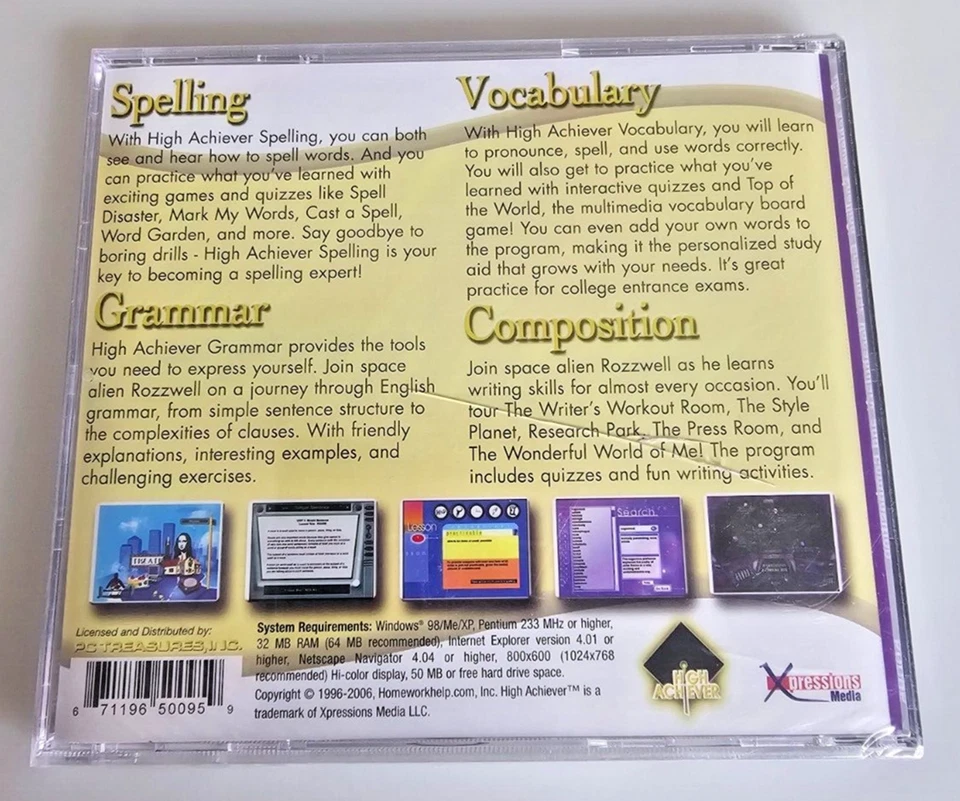 Spelling
With High Achiever Spelling, you can both
see and hear how to spell words. And you
can practice what you've learned with
exciting games and quizzes like Spell
Disaster, Mark My Words, Cast a Spell,
Word Garden, and more. Say goodbye to
boring drills - High Achiever Spelling is your
key to becoming a spelling expert!
Grammar
High Achiever Grammar provides the tools
you need to express yourself. Join space
alien Rozzwell on a journey through English
grammar, from simple sentence structure to
the complexities of clauses. With friendly
explanations, interesting examples, and
challenging exercises.
Vocabulary
With High Achiever Vocabulary, you will learn
to pronounce, spell, and use words correctly.
You will also get to practice what you've
learned with interactive quizzes and Top of
the World, the multimedia vocabulary board
game! You can even add your own words to
the program, making it the personalized study
aid that grows with your needs. It's great
practice for college entrance exams.
Composition
Join space alien Rozzwell as he learns
writing skills for almost every occasion. You'll
tour The Writer's Workout Room, The Style
Planet, Research Park, The Press Room, and
The Wonderful World of Me! The program
includes quizzes and fun writing activities.
Lesson
Search
Licensed and Distributed by:
PC TREASURES, INC.
6 71196 50095 9
System Requirements: Windows® 98/Me/XP, Pentium 233 MHz or higher,
32 MB RAM (64 MB recommended), Internet Explorer version 4.01 or
higher, Netscape Navigator 4.04 or higher, 800x600 (1024x768
recommended) Hi-color display, 50 MB or free hard drive space.
Copyright © 1996-2006, Homeworkhelp.com, Inc. High Achiever™ is a
trademark of Xpressions Media LLC.
HIGH
ACHIEVER
Xpressions
Media